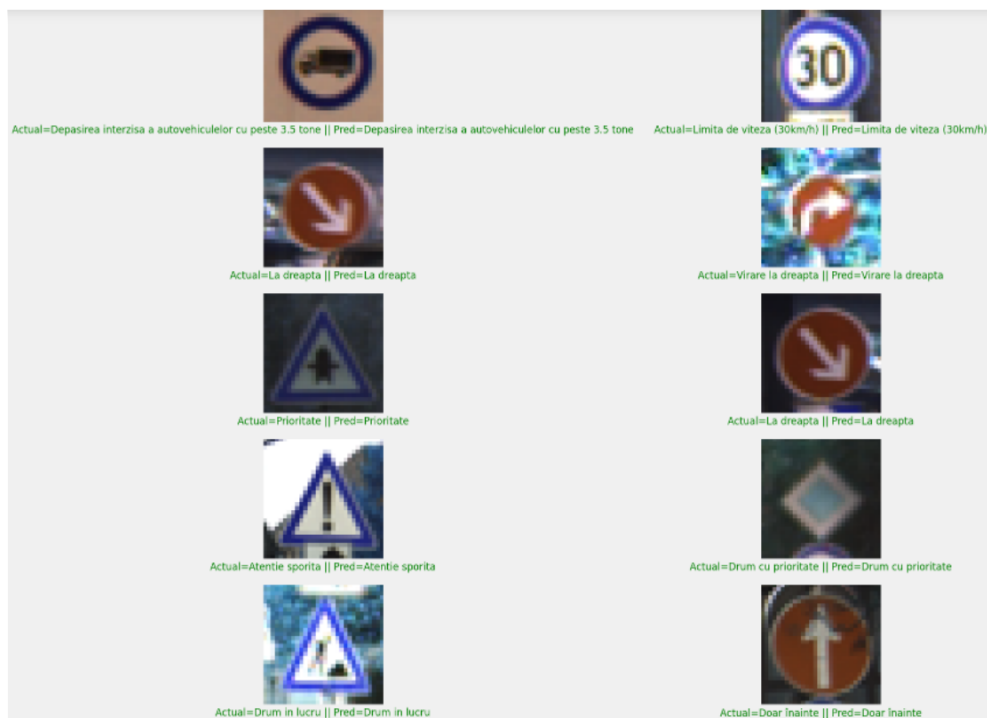 30
Actual=Depasirea interzisa a autovehiculelor cu peste 3.5 tone || Pred=Depasirea interzisa a autovehiculelor cu peste 3.5 tone
Actual=Limita de viteza (30km/h) || Pred=Limita de viteza (30km/h)
Actual=La dreapta || Pred=La dreapta
Actual=Virare la dreapta || Pred=Virare la dreapta
Actual=Prioritate || Pred=Prioritate
Actual=La dreapta || Pred=La dreapta
Actual=Atentie sporita || Pred=Atentie sporita
Actual=Drum cu prioritate || Pred=Drum cu prioritate
Actual=Drum in lucru || Pred=Drum in lucru
Actual=Doar înainte || Pred=Doar înainte